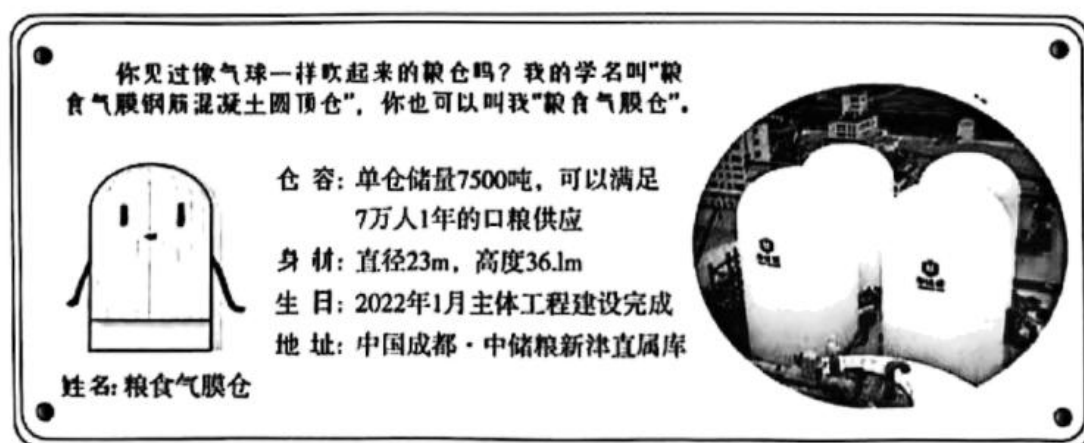 你见过像气球一样吹起来的粮仓吗？我的学名叫"粮
食气膜钢筋混凝土圆顶仓"，你也可以叫我"粮食气膜仓"。
仓 容：单仓储量7500吨，可以满足
7万人1年的口粮供应
身 材：直径23m，高度36.1m
生 日：2022年1月主体工程建设完成
地 址：中国成都·中储粮新津直属库
姓名：粮食气膜仓